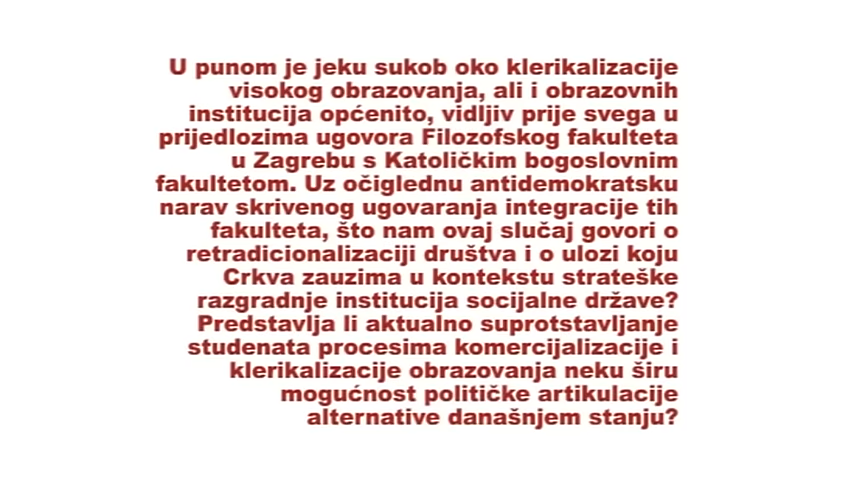 U punom je jeku sukob oko klerikalizacije
visokog obrazovanja, ali i obrazovnih
institucija općenito, vidljiv prije svega u
prijedlozima ugovora Filozofskog fakulteta
u Zagrebu s Katoličkim bogoslovnim
fakultetom. Uz očiglednu antidemokratsku
narav skrivenog ugovaranja integracije tih
fakulteta, što nam ovaj slučaj govori o
retradicionalizaciji društva i o ulozi koju
Crkva zauzima u kontekstu strateške
razgradnje institucija socijalne države?
Predstavlja li aktualno suprotstavljanje
studenata procesima komercijalizacije i
klerikalizacije obrazovanja neku širu
mogućnost političke artikulacije
alternative današnjem stanju?